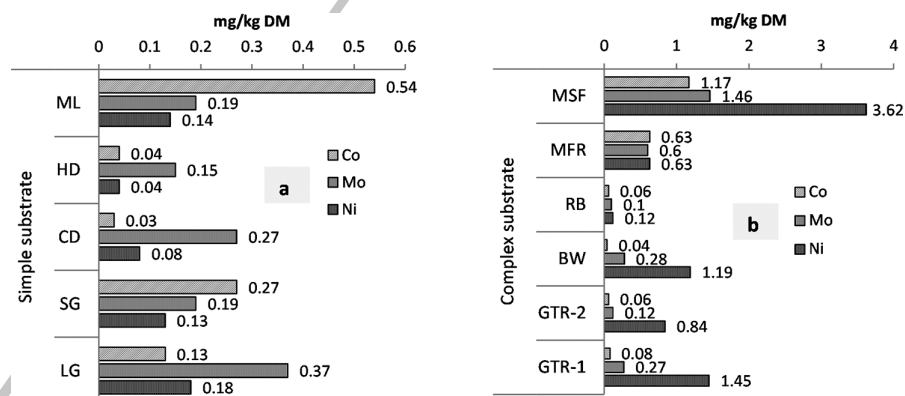 mg/kg DM
0 0.1 0.2 0.3 0.4 0.5 0.6
Simple substrate
ML
0.54
0.19
0.14
HD
0.04
0.15
0.04
CD
0.03
0.27
0.08
SG
0.27
0.19
0.13
LG
0.13
0.37
0.18
Co
Mo
Ni
a
mg/kg DM
0 1 2 3 4
Complex substrate
MSF
1.17
1.46
3.62
MFR
0.63
0.6
0.63
RB
0.06
0.1
0.12
BW
0.04
0.28
1.19
GTR-2
0.06
0.12
0.84
GTR-1
0.08
0.27
1.45
Co
Mo
Ni
b